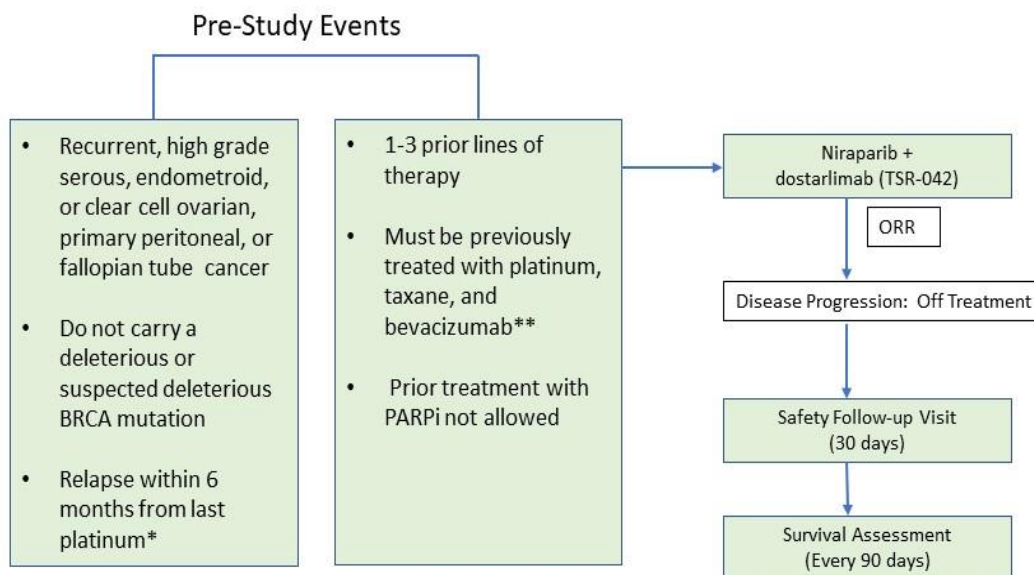 Pre-Study Events
• Recurrent, high grade
serous, endometroid,
or clear cell ovarian,
primary peritoneal, or
fallopian tube cancer
• Do not carry a
deleterious or
suspected deleterious
BRCA mutation
• Relapse within 6
months from last
platinum*
• 1-3 prior lines of
therapy
• Must be previously
treated with platinum,
taxane, and
bevacizumab**
• Prior treatment with
PARPi not allowed
Niraparib +
dostarlimab (TSR-042)
ORR
Disease Progression: Off Treatment
Safety Follow-up Visit
(30 days)
Survival Assessment
(Every 90 days)